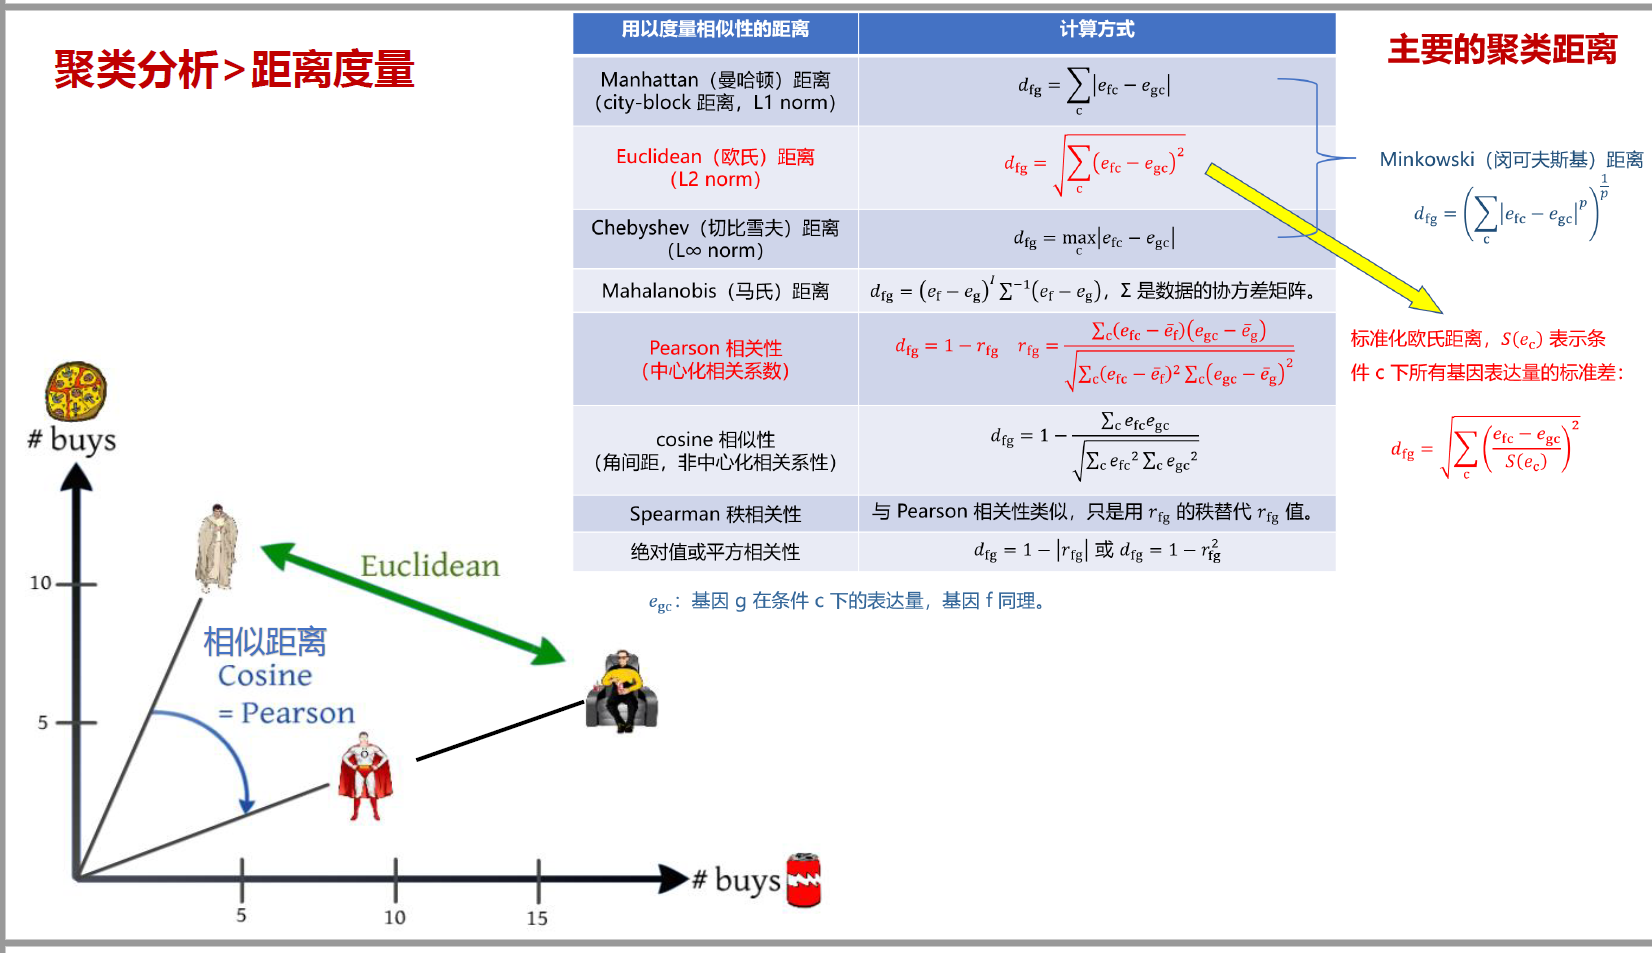 聚类分析>距离度量
用以度量相似性的距离 计算方式
Manhattan（曼哈顿）距离
（city-block 距离，L1 norm）
d_fg = ∑_c |e_fc − e_gc|
Euclidean（欧氏）距离
（L2 norm）
d_fg = √(∑_c (e_fc − e_gc)²)
Chebyshev（切比雪夫）距离
（L∞ norm）
d_fg = max_c |e_fc − e_gc|
Mahalanobis（马氏）距离
d_fg = (e_f − e_g)^I ∑⁻¹(e_f − e_g)，Σ 是数据的协方差矩阵。
Pearson 相关性
（中心化相关系数）
d_fg = 1 − r_fg r_fg = ∑_c(e_fc − ē_f)(e_gc − ē_g) / √(∑_c(e_fc − ē_f)² ∑_c(e_gc − ē_g)²)
cosine 相似性
（角间距，非中心化相关系性）
d_fg = 1 − ∑_c e_fc e_gc / √(∑_c e_fc² ∑_c e_gc²)
Spearman 秩相关性
与 Pearson 相关性类似，只是用 r_fg 的秩替代 r_fg 值。
绝对值或平方相关性
d_fg = 1 − |r_fg| 或 d_fg = 1 − r²_fg
e_gc：基因 g 在条件 c 下的表达量，基因 f 同理。
主要的聚类距离
Minkowski（闵可夫斯基）距离
d_fg = (∑_c |e_fc − e_gc|^p)^(1/p)
标准化欧氏距离，S(e_c) 表示条
件 c 下所有基因表达量的标准差：
d_fg = √(∑_c ((e_fc − e_gc) / S(e_c))²)
# buys
10
5
Euclidean
相似距离
Cosine
= Pearson
5
10
15
# buys